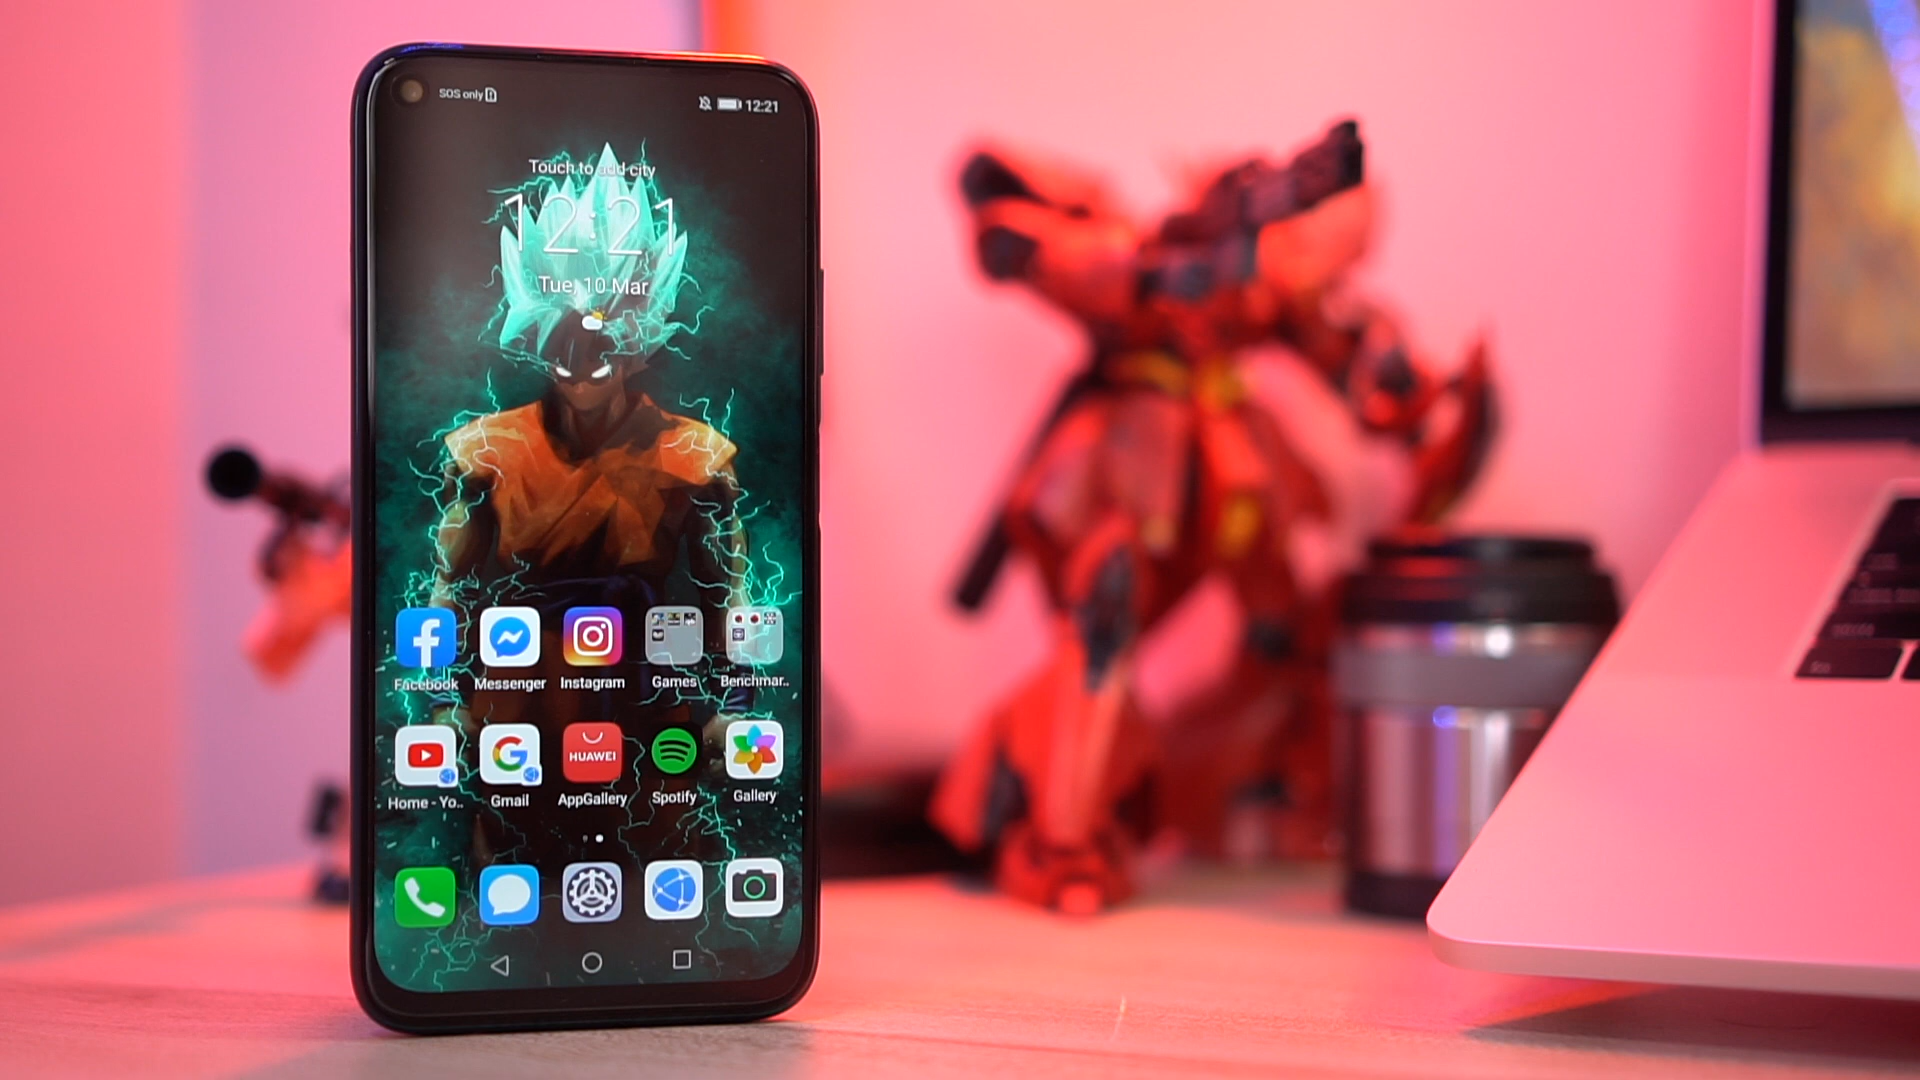 SOS only
12:21
Touch to add city
12:21
Tue, 10 Mar
Facebook
Messenger
Instagram
Games
Benchmar..
HUAWEI
Home - Yo..
Gmail
AppGallery
Spotify
Gallery